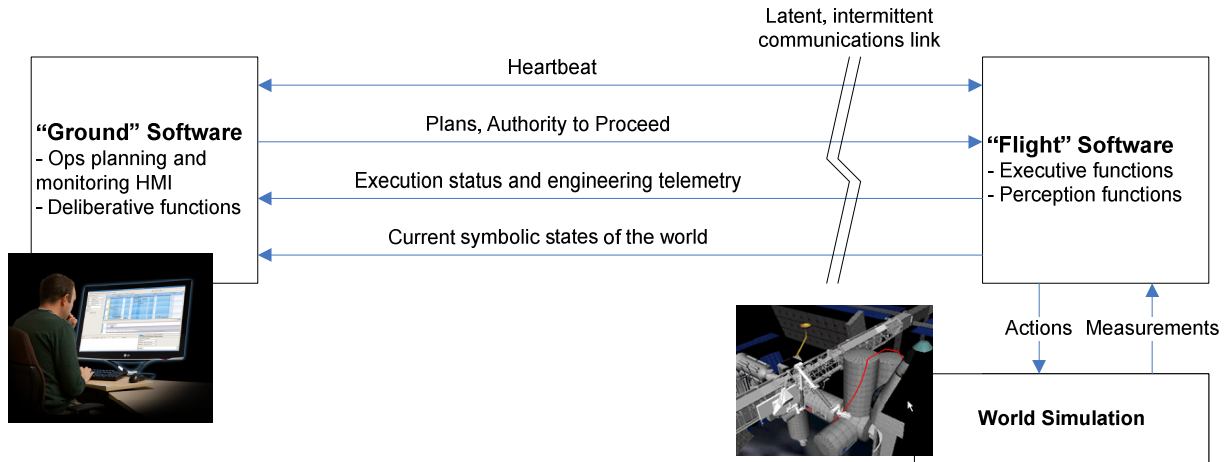 Latent, intermittent
communications link
Heartbeat
“Ground” Software
- Ops planning and
monitoring HMI
- Deliberative functions
Plans, Authority to Proceed
Execution status and engineering telemetry
Current symbolic states of the world
“Flight” Software
- Executive functions
- Perception functions
Actions
Measurements
World Simulation